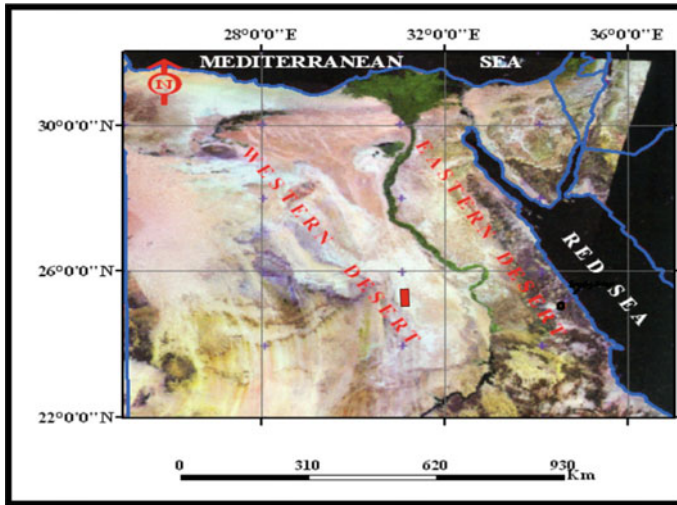 28°0'0"E 32°0'0"E 36°0'0"E
MEDITERRANEAN SEA
N
30°0'0"N
WESTERN DESERT
EASTERN DESERT
RED SEA
26°0'0"N
22°0'0"N
0 310 620 930
Km